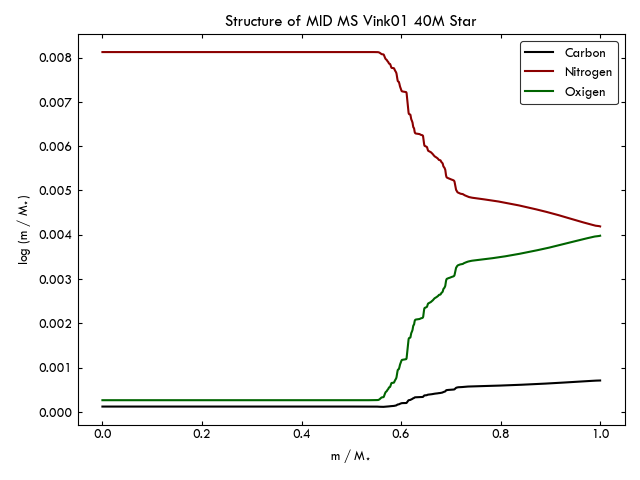 Structure of MID MS Vink01 40M Star
Carbon
Nitrogen
Oxigen
log (m / M⋆)
0.008
0.007
0.006
0.005
0.004
0.003
0.002
0.001
0.000
0.0 0.2 0.4 0.6 0.8 1.0
m / M⋆